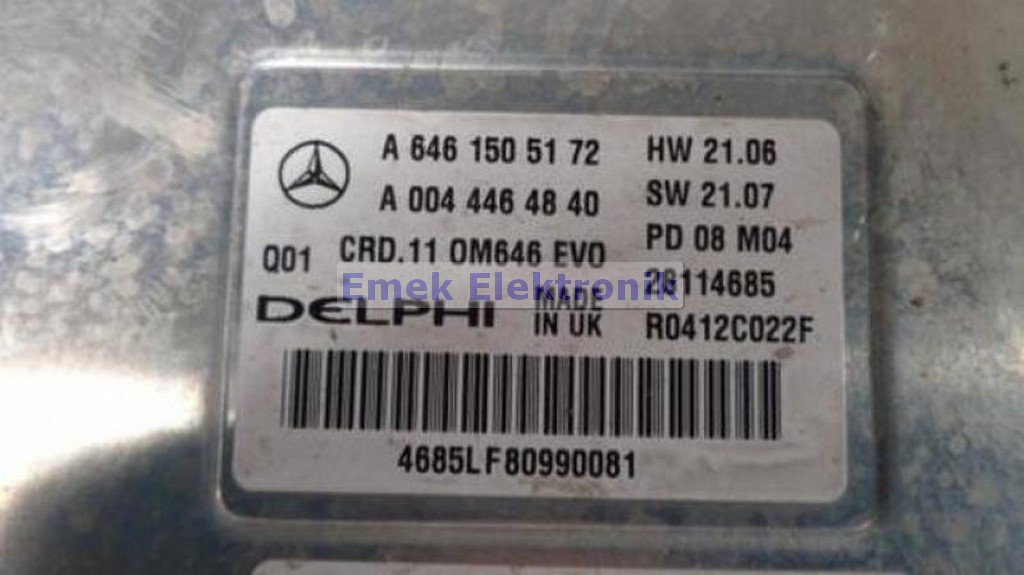 A 646 150 51 72 HW 21.06
A 004 446 48 40 SW 21.07
Q01 CRD.11 OM646 EVO PD 08 M04
Emek Elektronik
DELPHI MADE IN UK 28114685
R0412C022F
4685LF80990081